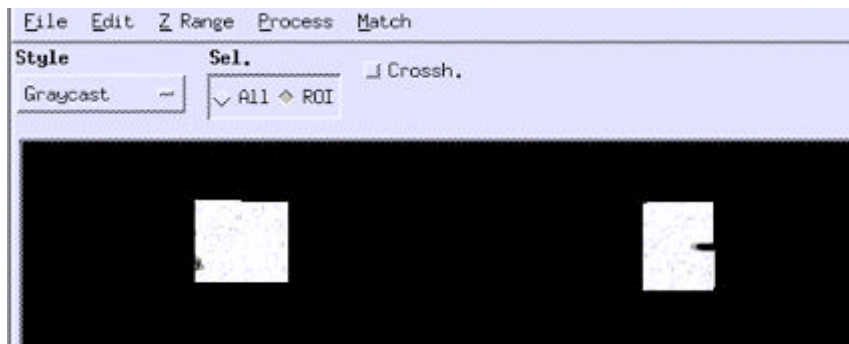 File Edit Z Range Process Match
Style Sel. Crossh.
Graycast All ROI